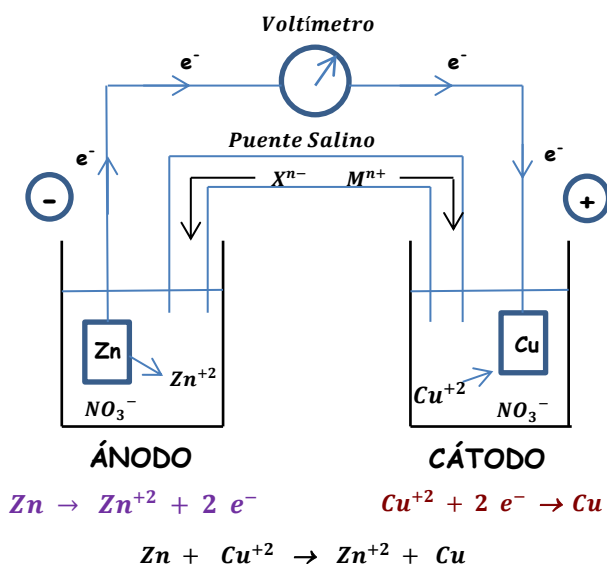 Voltímetro
e⁻ e⁻
Puente Salino
e⁻ e⁻
Xⁿ⁻ Mⁿ⁺
- +
Zn Cu
Zn⁺² Cu⁺²
NO₃⁻ NO₃⁻
ÁNODO CÁTODO
Zn → Zn⁺² + 2 e⁻ Cu⁺² + 2 e⁻ → Cu
Zn + Cu⁺² → Zn⁺² + Cu